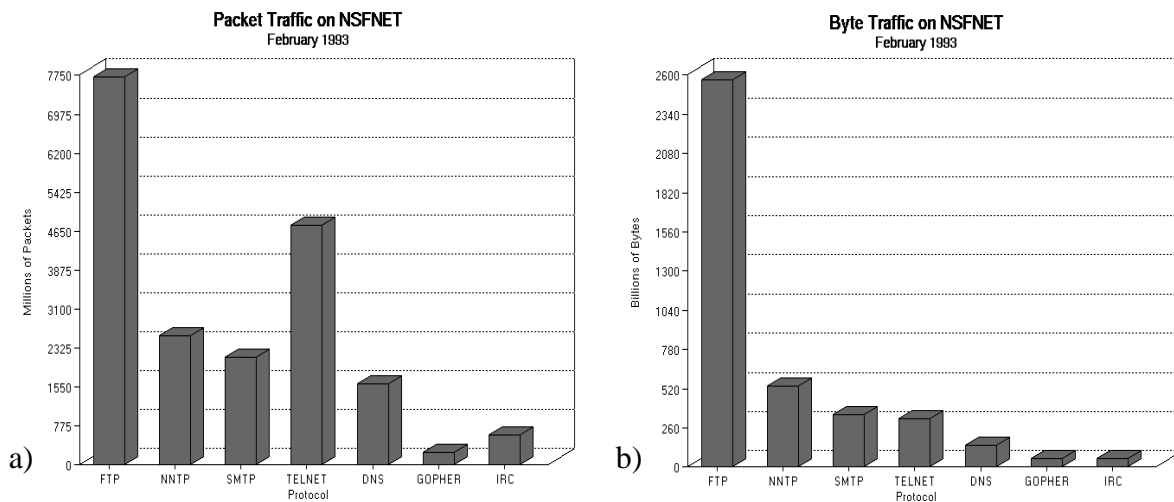 Packet Traffic on NSFNET
February 1993
Millions of Packets
7750
6975
6200
5425
4650
3875
3100
2325
1550
775
0
FTP NNTP SMTP TELNET DNS GOPHER IRC
Protocol
a)
Byte Traffic on NSFNET
February 1993
Billions of Bytes
2600
2340
2080
1820
1560
1300
1040
780
520
260
0
FTP NNTP SMTP TELNET DNS GOPHER IRC
Protocol
b)